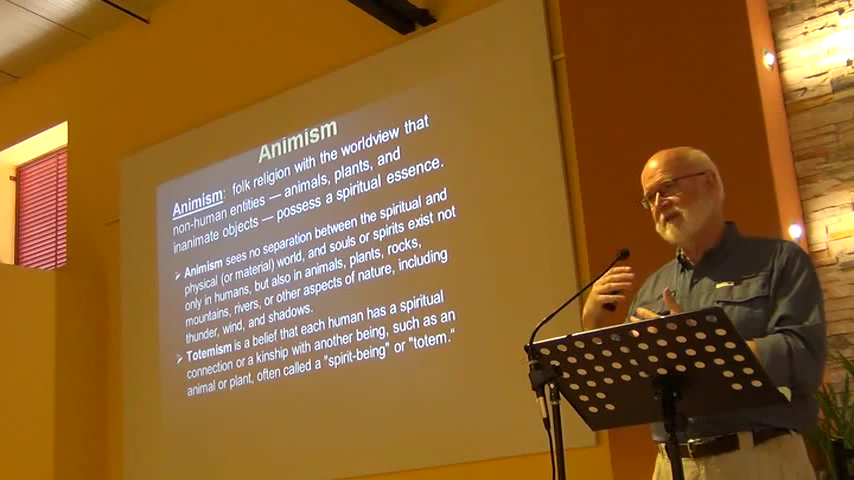 Animism
Animism: folk religion with the worldview that
non-human entities — animals, plants, and
inanimate objects — possess a spiritual essence.
➢ Animism sees no separation between the spiritual and
physical (or material) world, and souls or spirits exist not
only in humans, but also in animals, plants, rocks,
mountains, rivers, or other aspects of nature, including
thunder, wind, and shadows.
➢ Totemism is a belief that each human has a spiritual
connection or a kinship with another being, such as an
animal or plant, often called a "spirit-being" or "totem.“